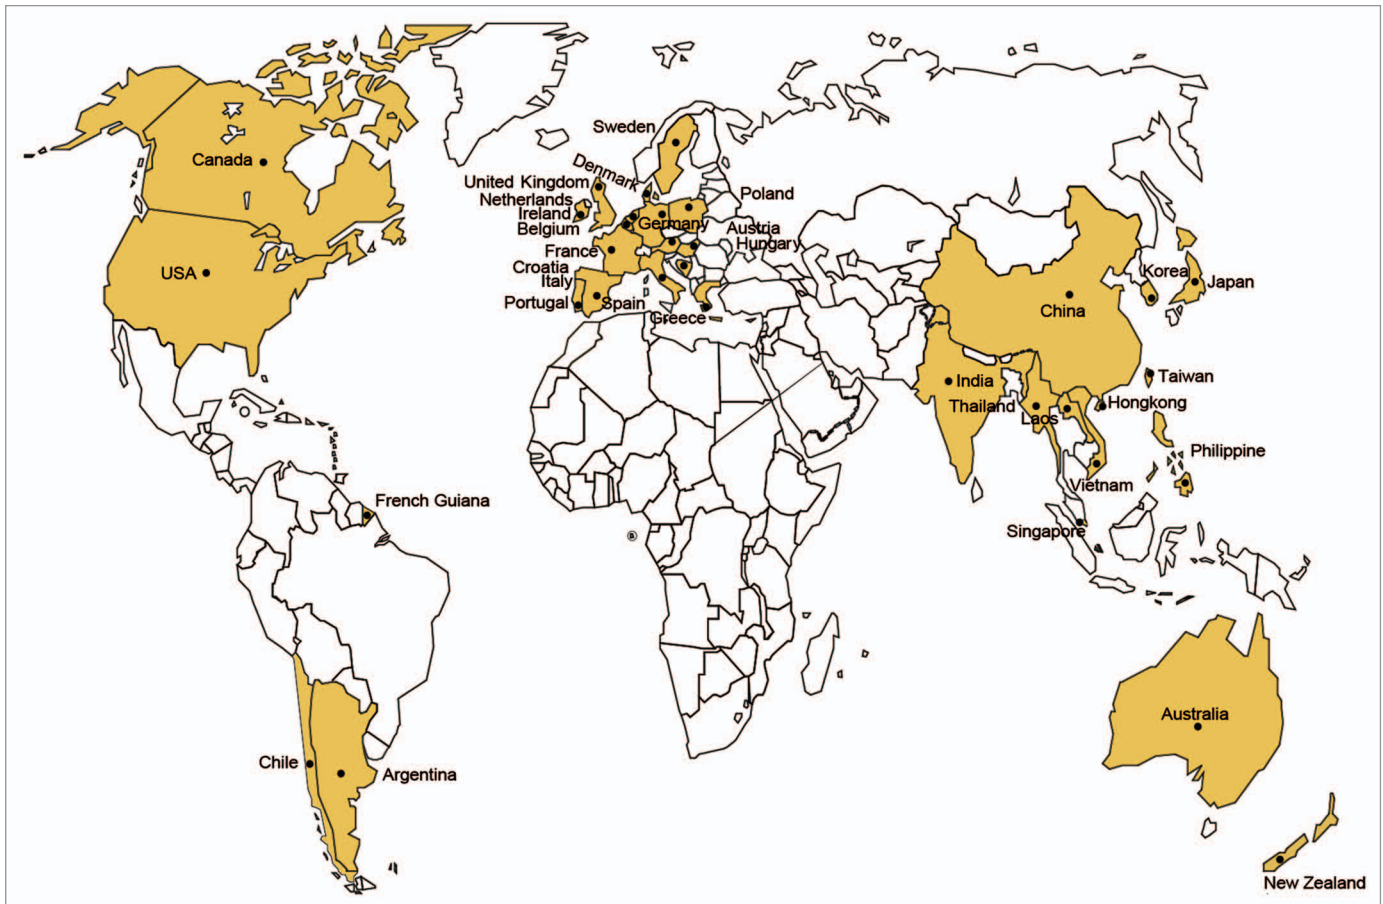 Sweden
Denmark
Canada
United Kingdom
Netherlands
Poland
Ireland
Belgium
Germany
Austria
Hungary
France
Croatia
Italy
USA
Korea
Japan
Portugal
Spain
Greece
China
India
Taiwan
Thailand
Hongkong
Laos
Philippine
Vietnam
French Guiana
Singapore
Australia
Chile
Argentina
New Zealand